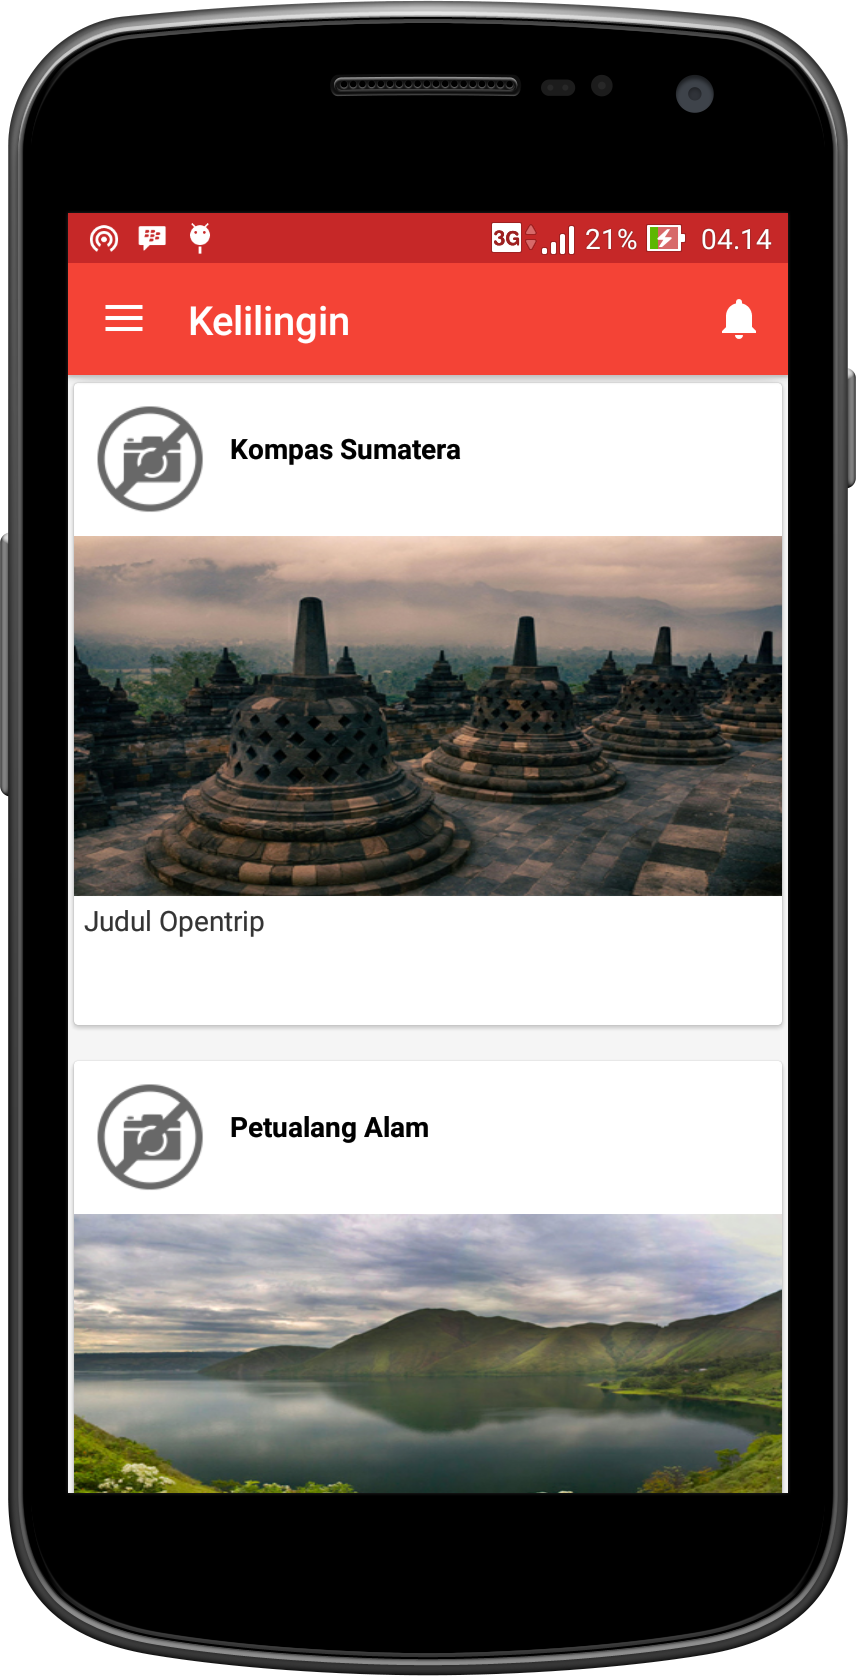 3G 21% 04.14
Kelilingin
Kompas Sumatera
Judul Opentrip
Petualang Alam